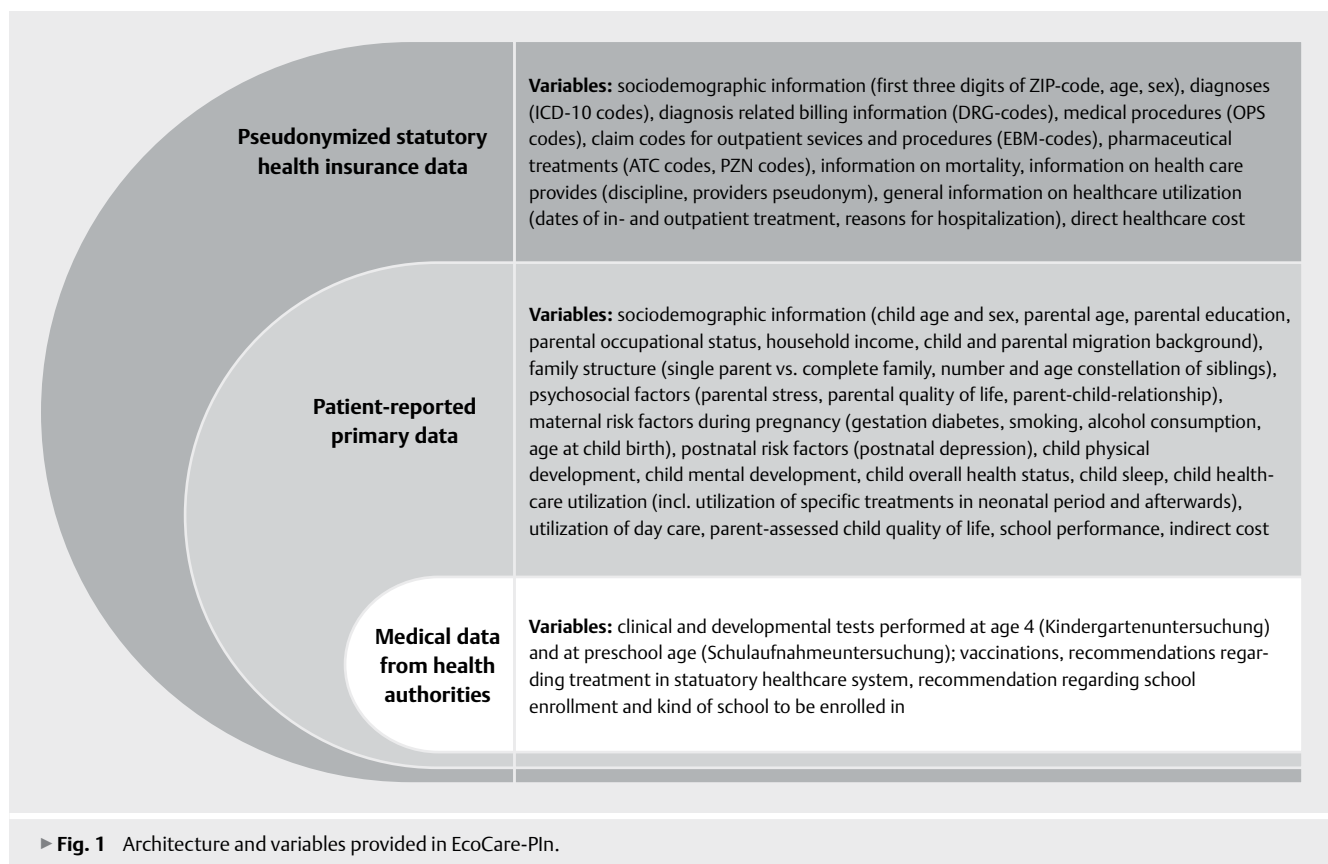 Pseudonymized statutory
health insurance data
Variables: sociodemographic information (first three digits of ZIP-code, age, sex), diagnoses
(ICD-10 codes), diagnosis related billing information (DRG-codes), medical procedures (OPS
codes), claim codes for outpatient sevices and procedures (EBM-codes), pharmaceutical
treatments (ATC codes, PZN codes), information on mortality, information on health care
provides (discipline, providers pseudonym), general information on healthcare utilization
(dates of in- and outpatient treatment, reasons for hospitalization), direct healthcare cost
Patient-reported
primary data
Variables: sociodemographic information (child age and sex, parental age, parental education,
parental occupational status, household income, child and parental migration background),
family structure (single parent vs. complete family, number and age constellation of siblings),
psychosocial factors (parental stress, parental quality of life, parent-child-relationship),
maternal risk factors during pregnancy (gestation diabetes, smoking, alcohol consumption,
age at child birth), postnatal risk factors (postnatal depression), child physical
development, child mental development, child overall health status, child sleep, child health-
care utilization (incl. utilization of specific treatments in neonatal period and afterwards),
utilization of day care, parent-assessed child quality of life, school performance, indirect cost
Medical data
from health
authorities
Variables: clinical and developmental tests performed at age 4 (Kindergartenuntersuchung)
and at preschool age (Schulaufnahmeuntersuchung); vaccinations, recommendations regar-
ding treatment in statuatory healthcare system, recommendation regarding school
enrollment and kind of school to be enrolled in
▶ Fig. 1 Architecture and variables provided in EcoCare-PIn.